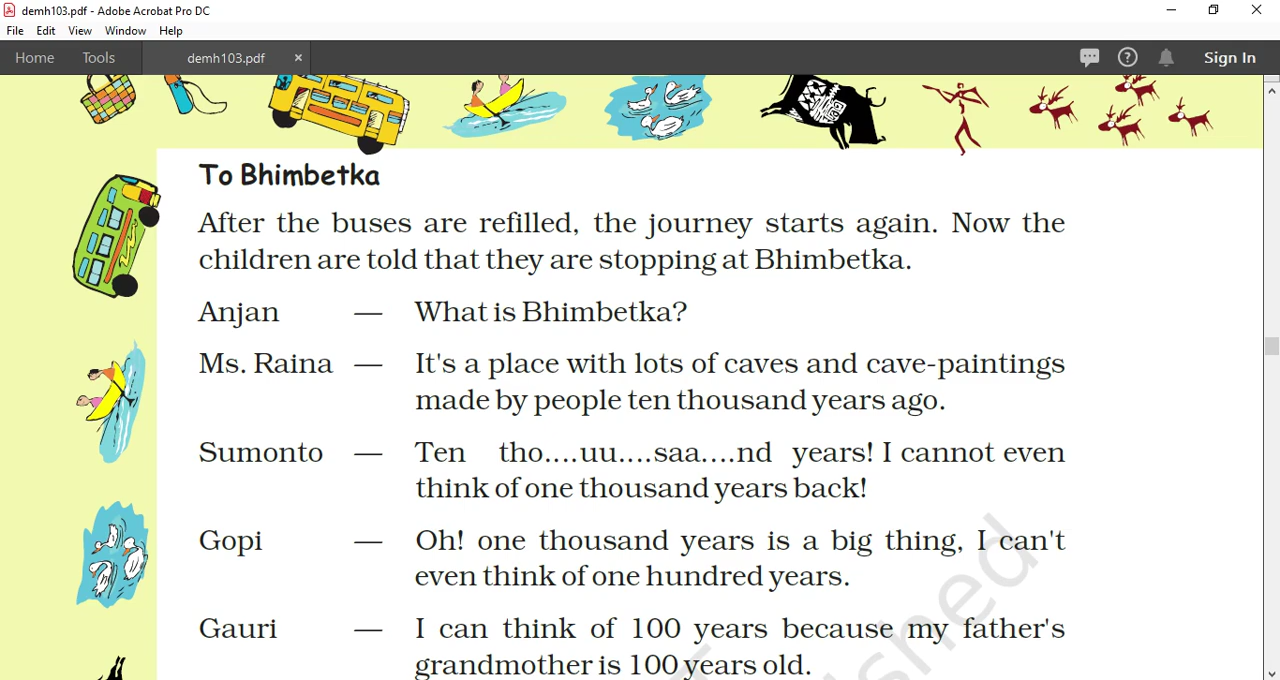 demh103.pdf - Adobe Acrobat Pro DC
File Edit View Window Help
Home Tools demh103.pdf × Sign In
To Bhimbetka
After the buses are refilled, the journey starts again. Now the
children are told that they are stopping at Bhimbetka.
Anjan — What is Bhimbetka?
Ms. Raina — It's a place with lots of caves and cave-paintings
made by people ten thousand years ago.
Sumonto — Ten tho....uu....saa....nd years! I cannot even
think of one thousand years back!
Gopi — Oh! one thousand years is a big thing, I can't
even think of one hundred years.
Gauri — I can think of 100 years because my father's
grandmother is 100 years old.